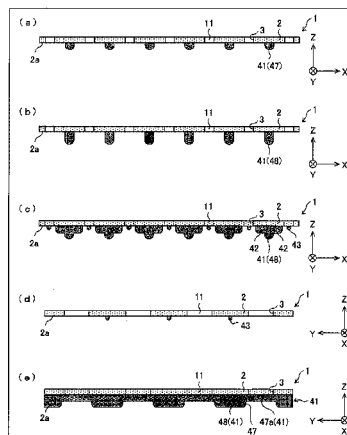 (a)
11 3 2 1
2a
41(47)
Z
X
Y
(b)
11 3 2 1
2a
41(48)
Z
X
Y
(c)
11 3 2 1
2a
42 42 43
41(48)
Z
X
Y
(d)
11 2 3 1
2a
43
Z
Y
X
(e)
11 2 3 1
41
48(41) 47 47a(41)
Z
Y
X